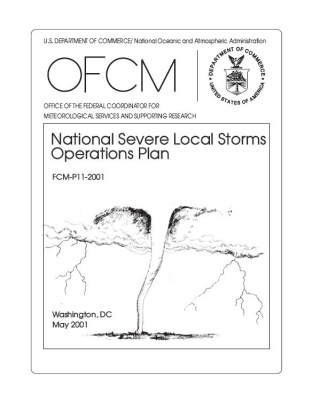 U.S. DEPARTMENT OF COMMERCE/ National Oceanic and Atmospheric Administration
OFCM
DEPARTMENT OF COMMERCE
UNITED STATES OF AMERICA
OFFICE OF THE FEDERAL COORDINATOR FOR
METEOROLOGICAL SERVICES AND SUPPORTING RESEARCH
National Severe Local Storms
Operations Plan
FCM-P11-2001
Washington, DC
May 2001